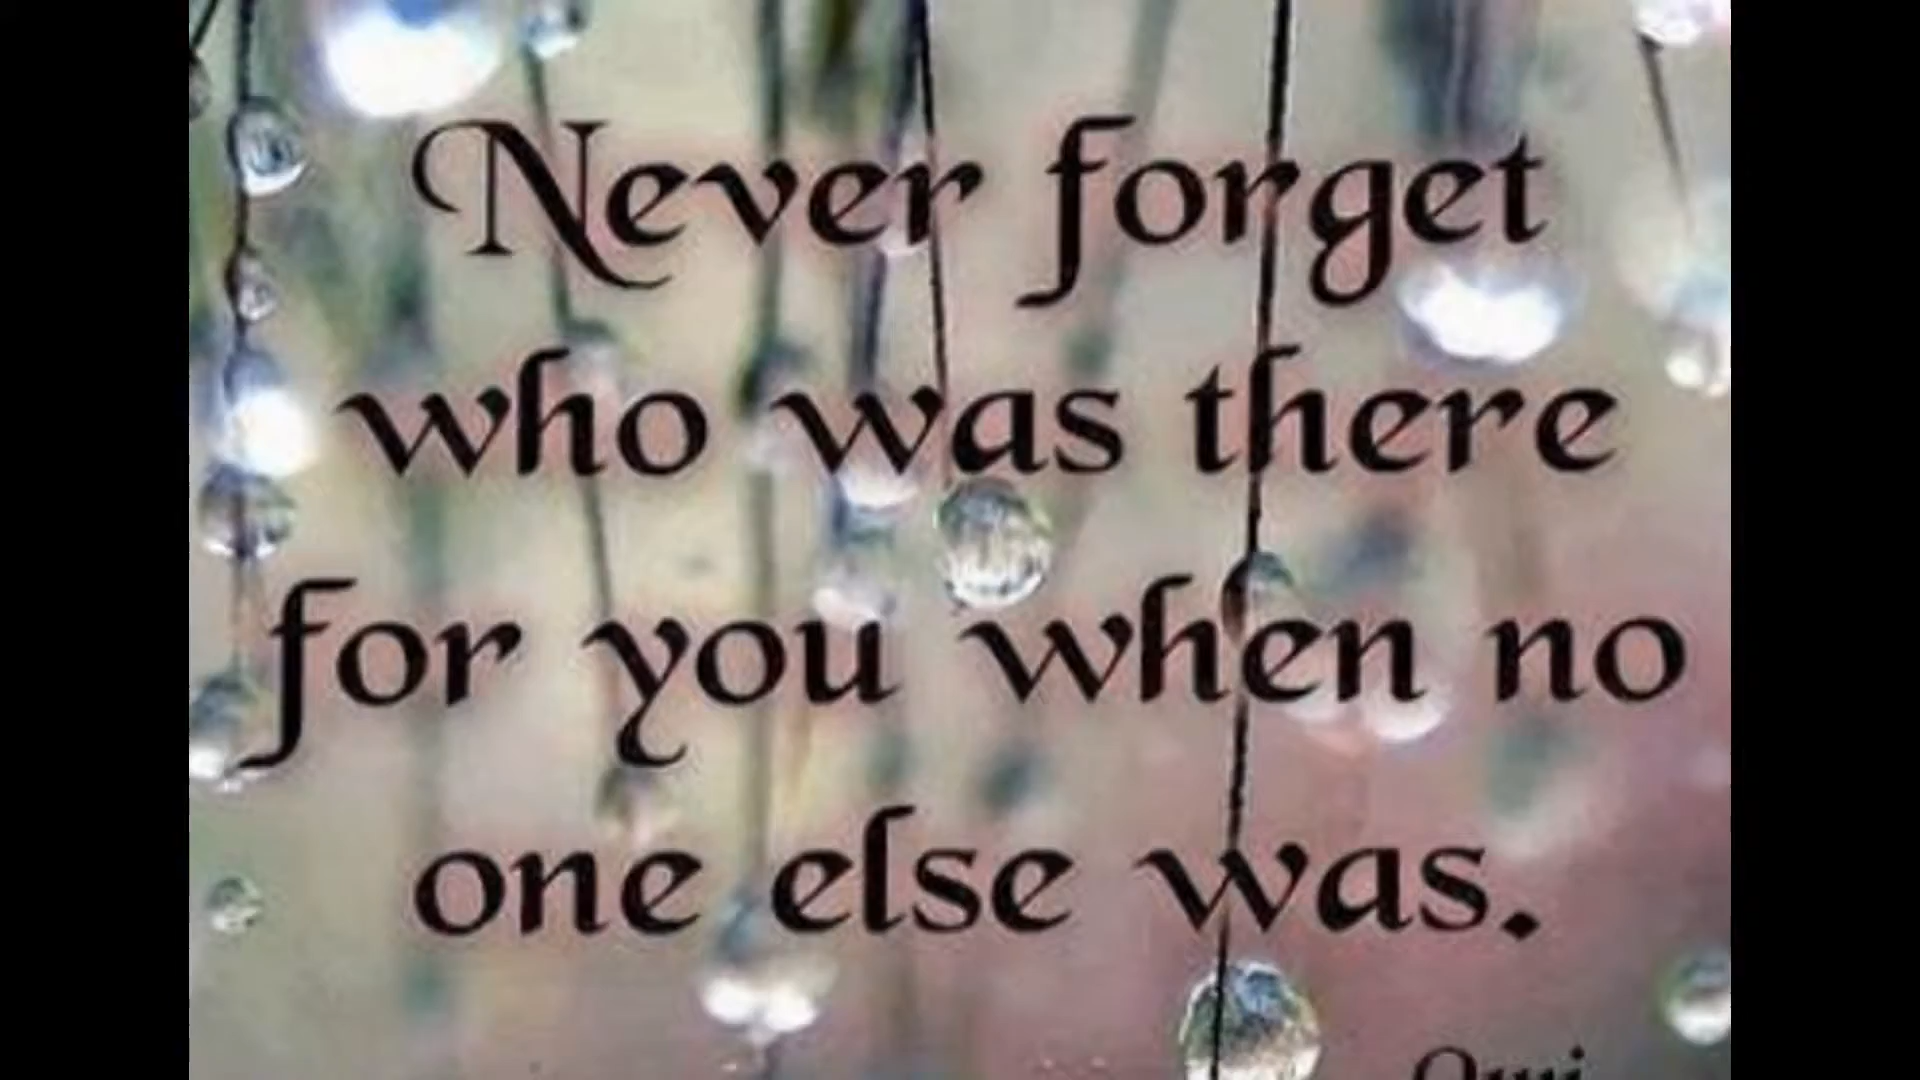 Never forget
who was there
for you when no
one else was.